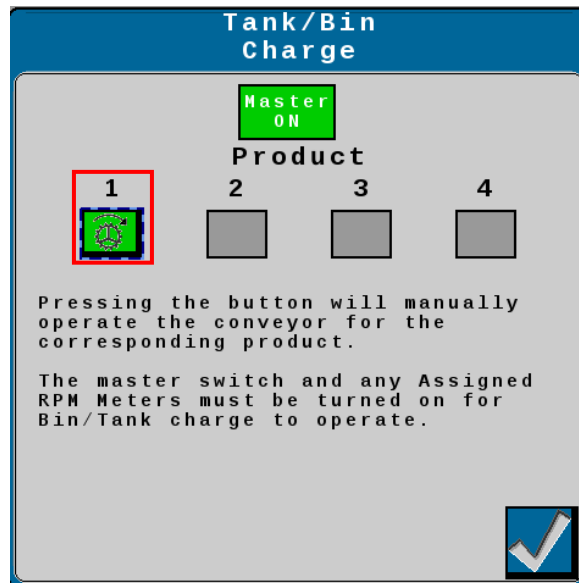 Tank/Bin
Charge
Master
ON
Product
1 2 3 4
Pressing the button will manually
operate the conveyor for the
corresponding product.
The master switch and any Assigned
RPM Meters must be turned on for
Bin/Tank charge to operate.